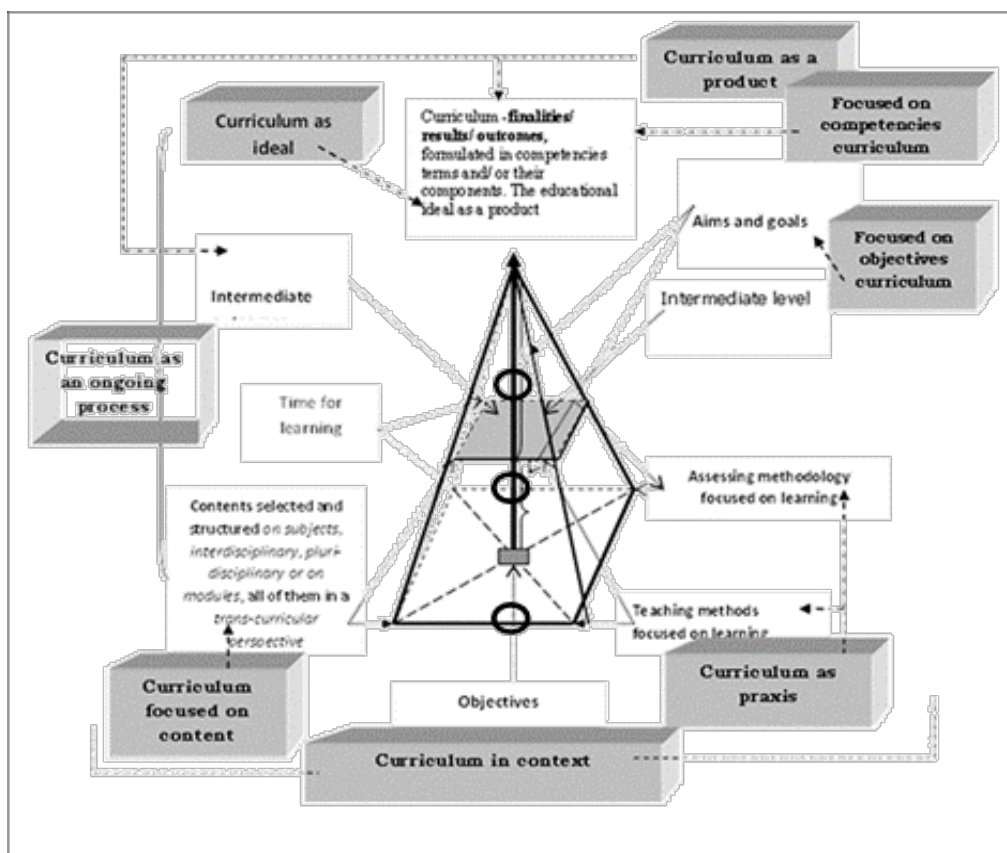 Curriculum as a
product
Curriculum as
ideal
Curriculum -finalities/
results/ outcomes,
formulated in competencies
terms and/ or their
components. The educational
ideal as a product
Focused on
competencies
curriculum
Aims and goals
Focused on
objectives
curriculum
Intermediate
Intermediate level
Curriculum as
an ongoing
process
Time for
learning
Assessing methodology
focused on learning
Contents selected and
structured on subjects,
interdisciplinary, pluri-
disciplinary or on
modules, all of them in a
trans-curricular
perspective
Teaching methods
focused on learning
Curriculum
focused on
content
Objectives
Curriculum as
praxis
Curriculum in context